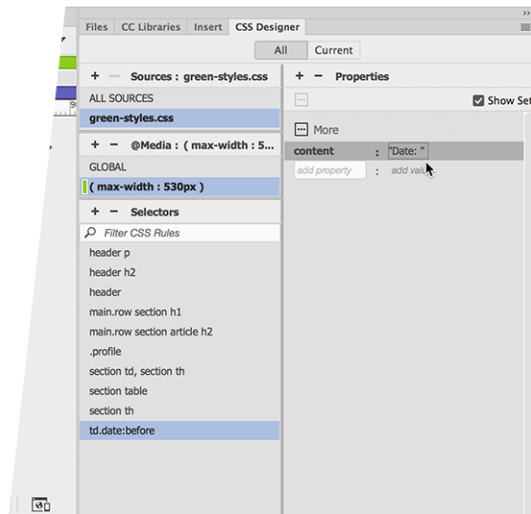 Files CC Libraries Insert CSS Designer
All Current
+ − Sources : green-styles.css
ALL SOURCES
green-styles.css
+ − @Media : ( max-width : 5...
GLOBAL
( max-width : 530px )
+ − Selectors
Filter CSS Rules
header p
header h2
header
main.row section h1
main.row section article h2
.profile
section td, section th
section table
section th
td.date:before
+ − Properties
Show Set
More
content : "Date: "
add property : add valu